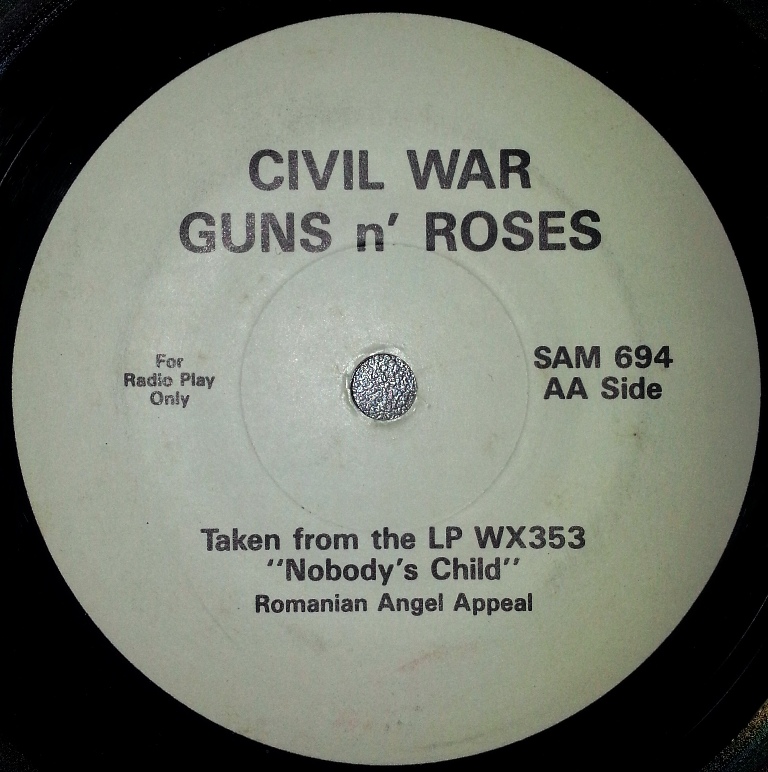 CIVIL WAR
GUNS n' ROSES
For
Radio Play
Only
SAM 694
AA Side
Taken from the LP WX353
"Nobody's Child"
Romanian Angel Appeal